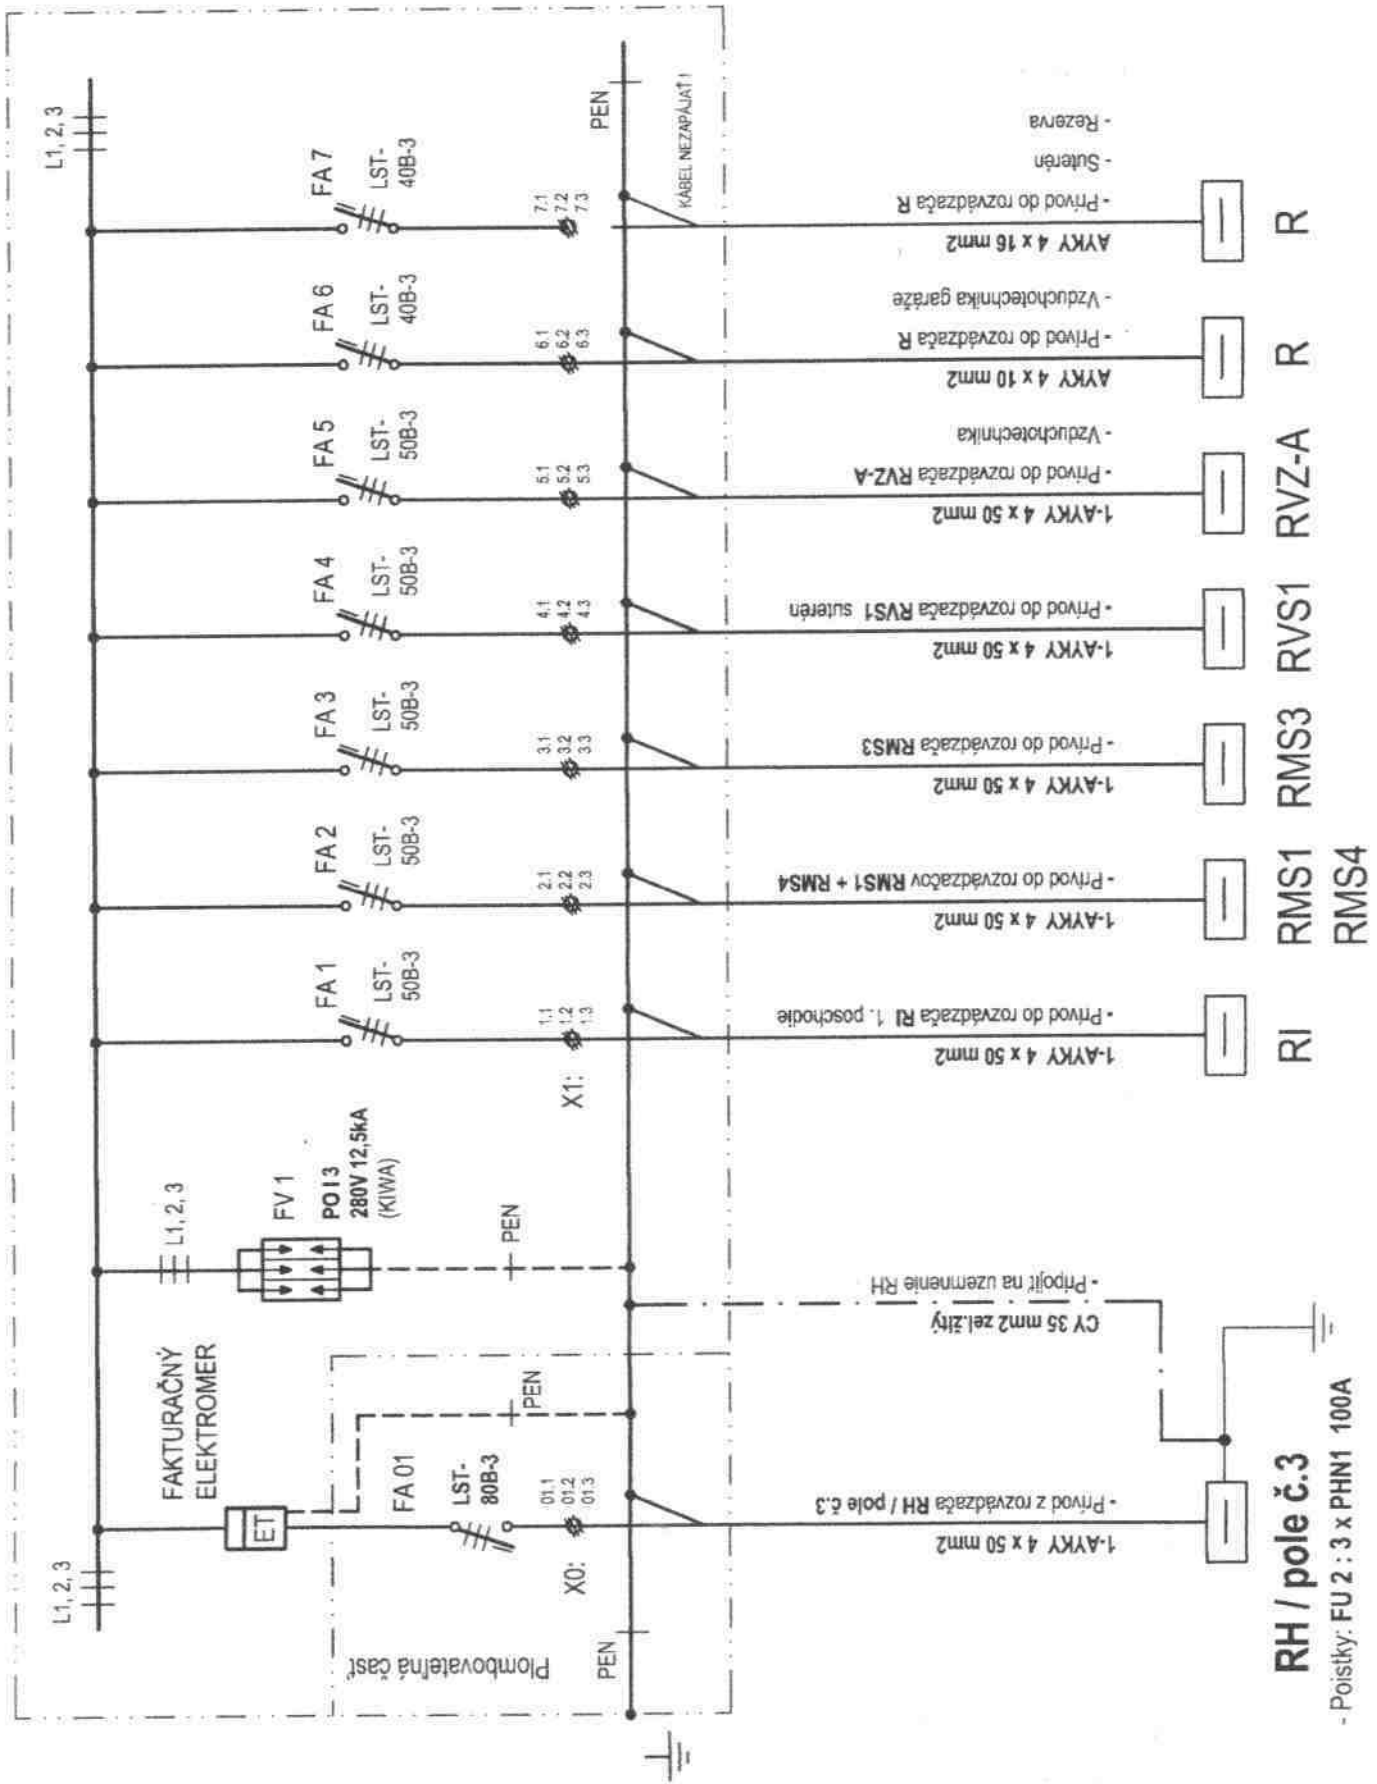 L1, 2, 3
L1, 2, 3
FAKTURAČNÝ
ELEKTROMER
ET
L1, 2, 3
FV 1
PO I 3
280V 12,5kA
(KIWA)
PEN
FA 01
LST-
80B-3
PEN
X0:
01.1
01.2
01.3
Plombovateľná časť
PEN
FA 1
LST-
50B-3
X1:
1.1
1.2
1.3
FA 2
LST-
50B-3
2.1
2.2
2.3
FA 3
LST-
50B-3
3.1
3.2
3.3
FA 4
LST-
50B-3
4.1
4.2
4.3
FA 5
LST-
50B-3
5.1
5.2
5.3
FA 6
LST-
40B-3
6.1
6.2
6.3
FA 7
LST-
40B-3
7.1
7.2
7.3
PEN
KÁBEL NEZAPÁJAŤ !
1-AYKY 4 x 50 mm2
- Prívod z rozvádzača RH / pole č.3
CY 35 mm2 zel.žltý
- Pripojiť na uzemnenie RH
1-AYKY 4 x 50 mm2
- Prívod do rozvádzača RI 1. poschodie
1-AYKY 4 x 50 mm2
- Prívod do rozvádzačov RMS1 + RMS4
1-AYKY 4 x 50 mm2
- Prívod do rozvádzača RMS3
1-AYKY 4 x 50 mm2
- Prívod do rozvádzača RVS1 suterén
1-AYKY 4 x 50 mm2
- Prívod do rozvádzača RVZ-A
- Vzduchotechnika
AYKY 4 x 10 mm2
- Prívod do rozvádzača R
- Vzduchotechnika garáže
AYKY 4 x 16 mm2
- Prívod do rozvádzača R
- Suterén
- Rezerva
RH / pole č.3
- Poistky: FU 2 : 3 x PHN1 100A
RI
RMS1
RMS4
RMS3
RVS1
RVZ-A
R
R